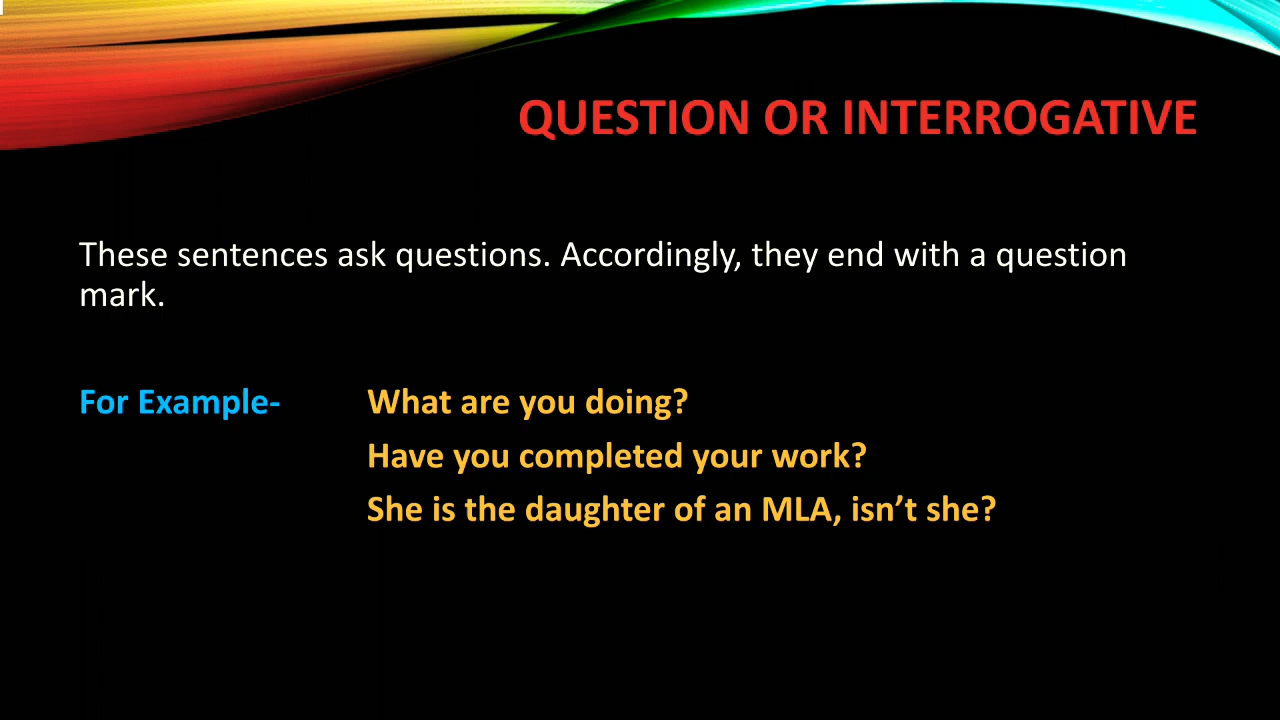 QUESTION OR INTERROGATIVE
These sentences ask questions. Accordingly, they end with a question
mark.
For Example- What are you doing?
Have you completed your work?
She is the daughter of an MLA, isn’t she?